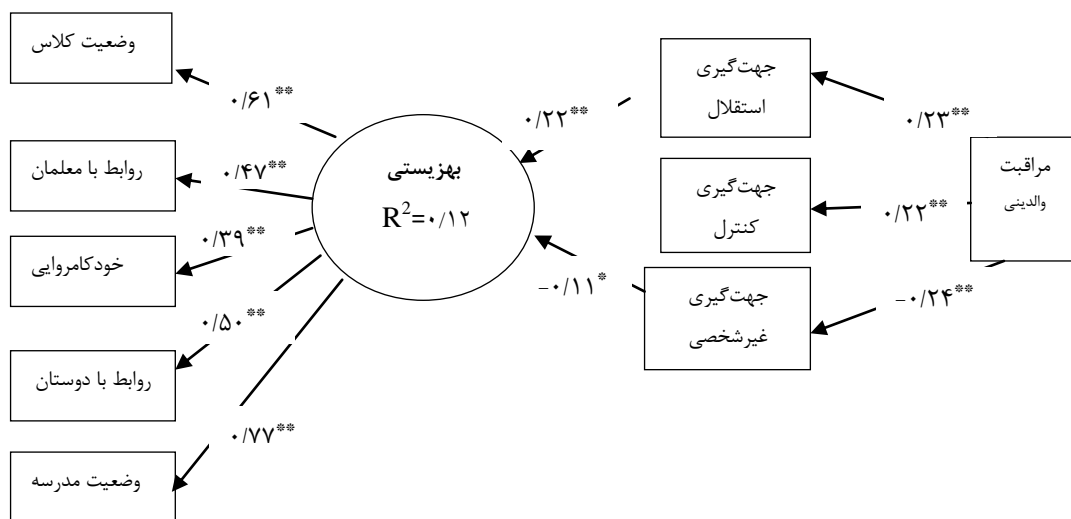 وضعیت کلاس
۰/۶۱**
روابط با معلمان
۰/۴۷**
خودکامروایی
۰/۳۹**
روابط با دوستان
۰/۵۰**
وضعیت مدرسه
۰/۷۷**
بهزیستی
R²=۰/۱۲
۰/۲۲**
-۰/۱۱*
جهت‌گیری
استقلال
جهت‌گیری
کنترل
جهت‌گیری
غیرشخصی
۰/۲۳**
۰/۲۲**
-۰/۲۴**
مراقبت
والدینی